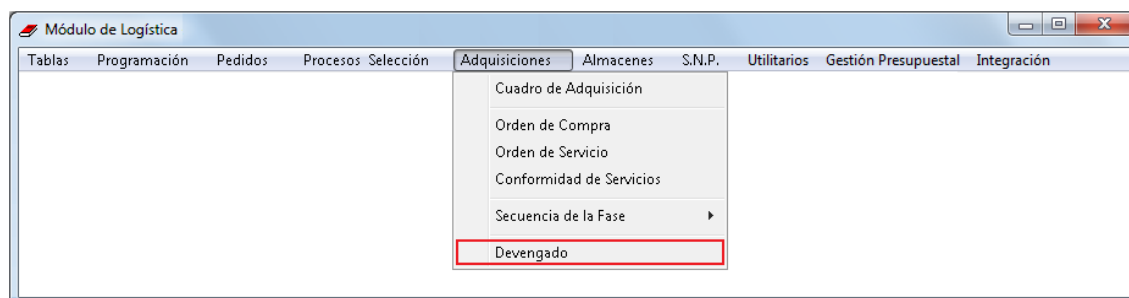 Módulo de Logística
Tablas Programación Pedidos Procesos Selección Adquisiciones Almacenes S.N.P. Utilitarios Gestión Presupuestal Integración
Cuadro de Adquisición
Orden de Compra
Orden de Servicio
Conformidad de Servicios
Secuencia de la Fase
Devengado